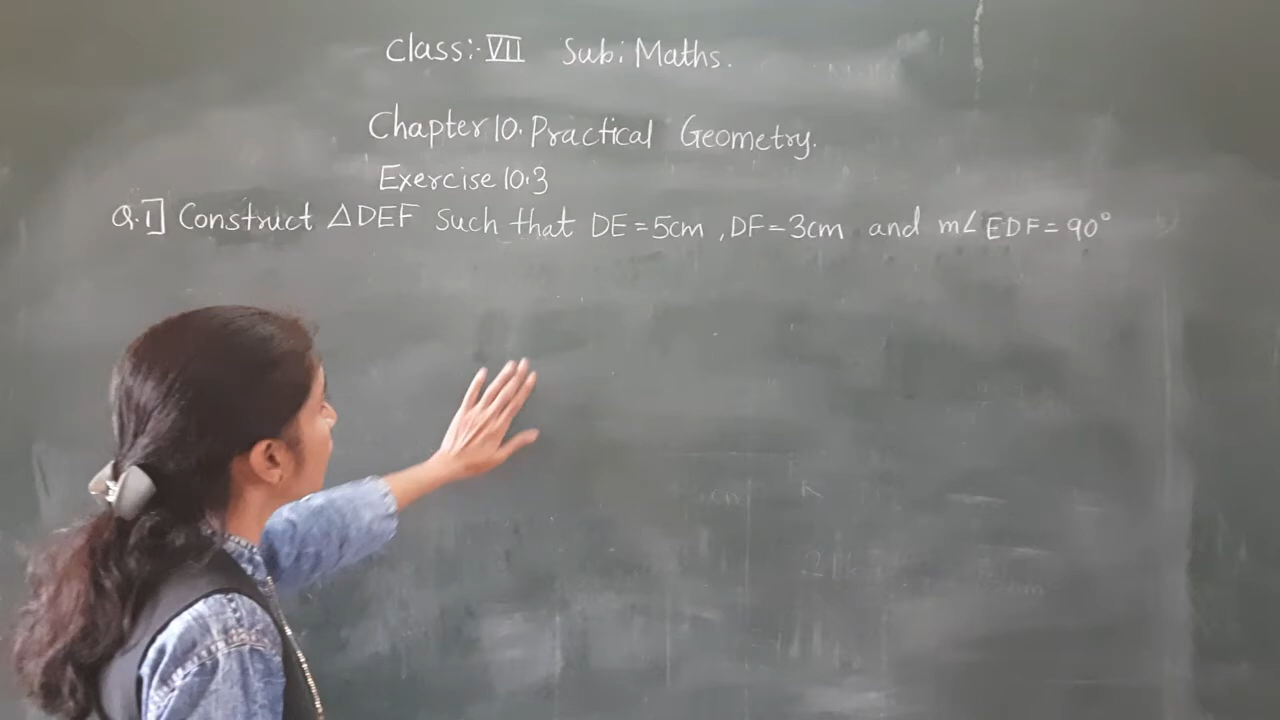 Class:- VII Sub: Maths.
Chapter 10. Practical Geometry.
Exercise 10.3
Q.1] Construct △DEF Such that DE = 5cm , DF = 3cm and m∠EDF = 90°